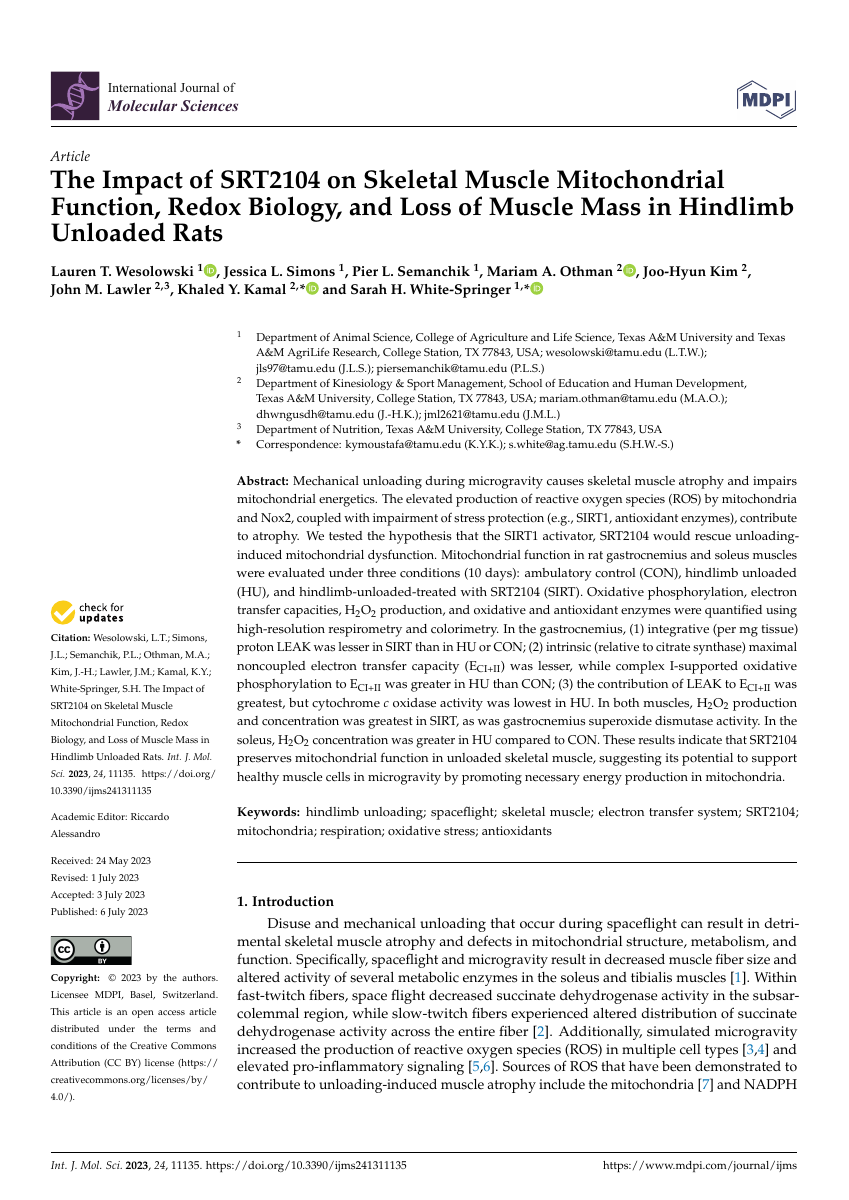 International Journal of
Molecular Sciences
MDPI
Article
The Impact of SRT2104 on Skeletal Muscle Mitochondrial
Function, Redox Biology, and Loss of Muscle Mass in Hindlimb
Unloaded Rats
Lauren T. Wesolowski 1 iD, Jessica L. Simons 1, Pier L. Semanchik 1, Mariam A. Othman 2 iD, Joo-Hyun Kim 2,
John M. Lawler 2,3, Khaled Y. Kamal 2,* iD and Sarah H. White-Springer 1,* iD
1 Department of Animal Science, College of Agriculture and Life Science, Texas A&M University and Texas
A&M AgriLife Research, College Station, TX 77843, USA; wesolowski@tamu.edu (L.T.W.);
jls97@tamu.edu (J.L.S.); piersemanchik@tamu.edu (P.L.S.)
2 Department of Kinesiology & Sport Management, School of Education and Human Development,
Texas A&M University, College Station, TX 77843, USA; mariam.othman@tamu.edu (M.A.O.);
dhwngusdh@tamu.edu (J.-H.K.); jml2621@tamu.edu (J.M.L.)
3 Department of Nutrition, Texas A&M University, College Station, TX 77843, USA
* Correspondence: kymoustafa@tamu.edu (K.Y.K.); s.white@ag.tamu.edu (S.H.W.-S.)
Abstract: Mechanical unloading during microgravity causes skeletal muscle atrophy and impairs
mitochondrial energetics. The elevated production of reactive oxygen species (ROS) by mitochondria
and Nox2, coupled with impairment of stress protection (e.g., SIRT1, antioxidant enzymes), contribute
to atrophy. We tested the hypothesis that the SIRT1 activator, SRT2104 would rescue unloading-
induced mitochondrial dysfunction. Mitochondrial function in rat gastrocnemius and soleus muscles
were evaluated under three conditions (10 days): ambulatory control (CON), hindlimb unloaded
(HU), and hindlimb-unloaded-treated with SRT2104 (SIRT). Oxidative phosphorylation, electron
transfer capacities, H2O2 production, and oxidative and antioxidant enzymes were quantified using
high-resolution respirometry and colorimetry. In the gastrocnemius, (1) integrative (per mg tissue)
proton LEAK was lesser in SIRT than in HU or CON; (2) intrinsic (relative to citrate synthase) maximal
noncoupled electron transfer capacity (ECI+II) was lesser, while complex I-supported oxidative
phosphorylation to ECI+II was greater in HU than CON; (3) the contribution of LEAK to ECI+II was
greatest, but cytochrome c oxidase activity was lowest in HU. In both muscles, H2O2 production
and concentration was greatest in SIRT, as was gastrocnemius superoxide dismutase activity. In the
soleus, H2O2 concentration was greater in HU compared to CON. These results indicate that SRT2104
preserves mitochondrial function in unloaded skeletal muscle, suggesting its potential to support
healthy muscle cells in microgravity by promoting necessary energy production in mitochondria.
Keywords: hindlimb unloading; spaceflight; skeletal muscle; electron transfer system; SRT2104;
mitochondria; respiration; oxidative stress; antioxidants
check for
updates
Citation: Wesolowski, L.T.; Simons,
J.L.; Semanchik, P.L.; Othman, M.A.;
Kim, J.-H.; Lawler, J.M.; Kamal, K.Y.;
White-Springer, S.H. The Impact of
SRT2104 on Skeletal Muscle
Mitochondrial Function, Redox
Biology, and Loss of Muscle Mass in
Hindlimb Unloaded Rats. Int. J. Mol.
Sci. 2023, 24, 11135. https://doi.org/
10.3390/ijms241311135
Academic Editor: Riccardo
Alessandro
Received: 24 May 2023
Revised: 1 July 2023
Accepted: 3 July 2023
Published: 6 July 2023
CC BY
Copyright: © 2023 by the authors.
Licensee MDPI, Basel, Switzerland.
This article is an open access article
distributed under the terms and
conditions of the Creative Commons
Attribution (CC BY) license (https://
creativecommons.org/licenses/by/
4.0/).
1. Introduction
Disuse and mechanical unloading that occur during spaceflight can result in detri-
mental skeletal muscle atrophy and defects in mitochondrial structure, metabolism, and
function. Specifically, spaceflight and microgravity result in decreased muscle fiber size and
altered activity of several metabolic enzymes in the soleus and tibialis muscles [1]. Within
fast-twitch fibers, space flight decreased succinate dehydrogenase activity in the subsar-
colemmal region, while slow-twitch fibers experienced altered distribution of succinate
dehydrogenase activity across the entire fiber [2]. Additionally, simulated microgravity
increased the production of reactive oxygen species (ROS) in multiple cell types [3,4] and
elevated pro-inflammatory signaling [5,6]. Sources of ROS that have been demonstrated to
contribute to unloading-induced muscle atrophy include the mitochondria [7] and NADPH
Int. J. Mol. Sci. 2023, 24, 11135. https://doi.org/10.3390/ijms241311135
https://www.mdpi.com/journal/ijms